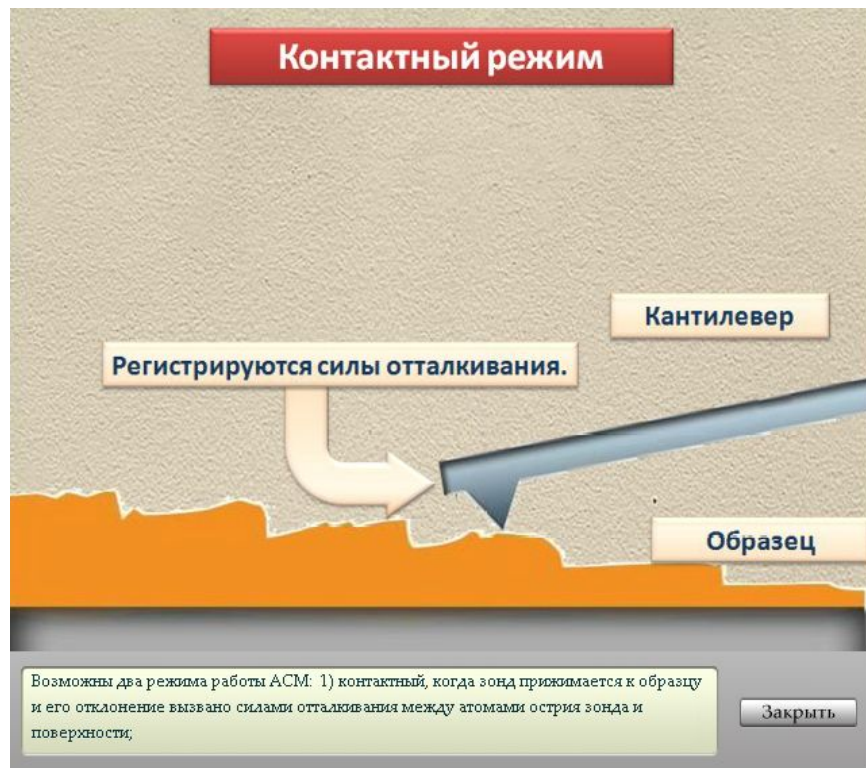 Контактный режим
Кантилевер
Регистрируются силы отталкивания.
Образец
Возможны два режима работы АСМ: 1) контактный, когда зонд прижимается к образцу
и его отклонение вызвано силами отталкивания между атомами острия зонда и
поверхности;
Закрыть